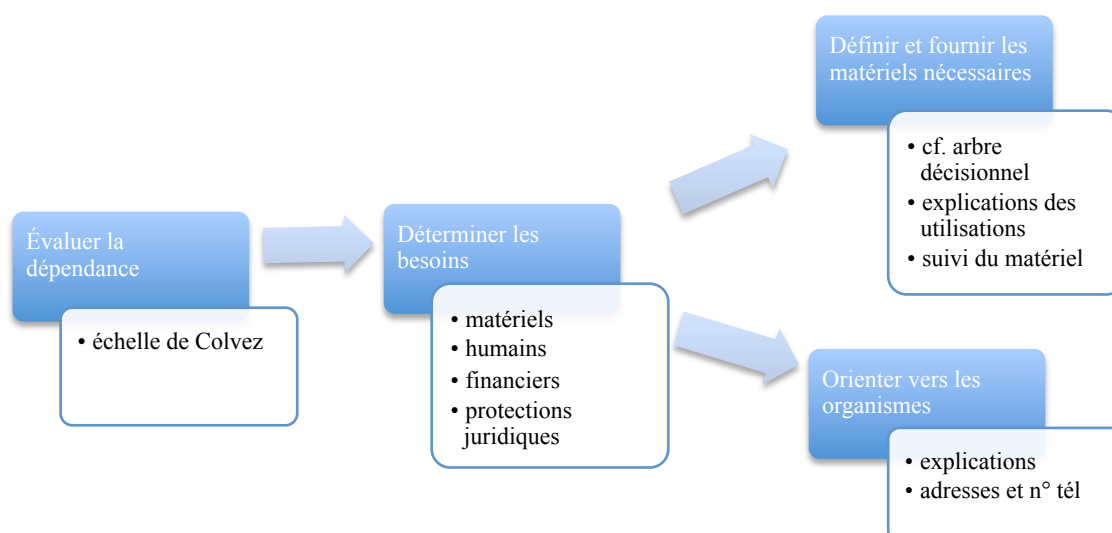 Évaluer la
dépendance
• échelle de Colvez
Déterminer les
besoins
• matériels
• humains
• financiers
• protections
juridiques
Définir et fournir les
matériels nécessaires
• cf. arbre
décisionnel
• explications des
utilisations
• suivi du matériel
Orienter vers les
organismes
• explications
• adresses et n° tél